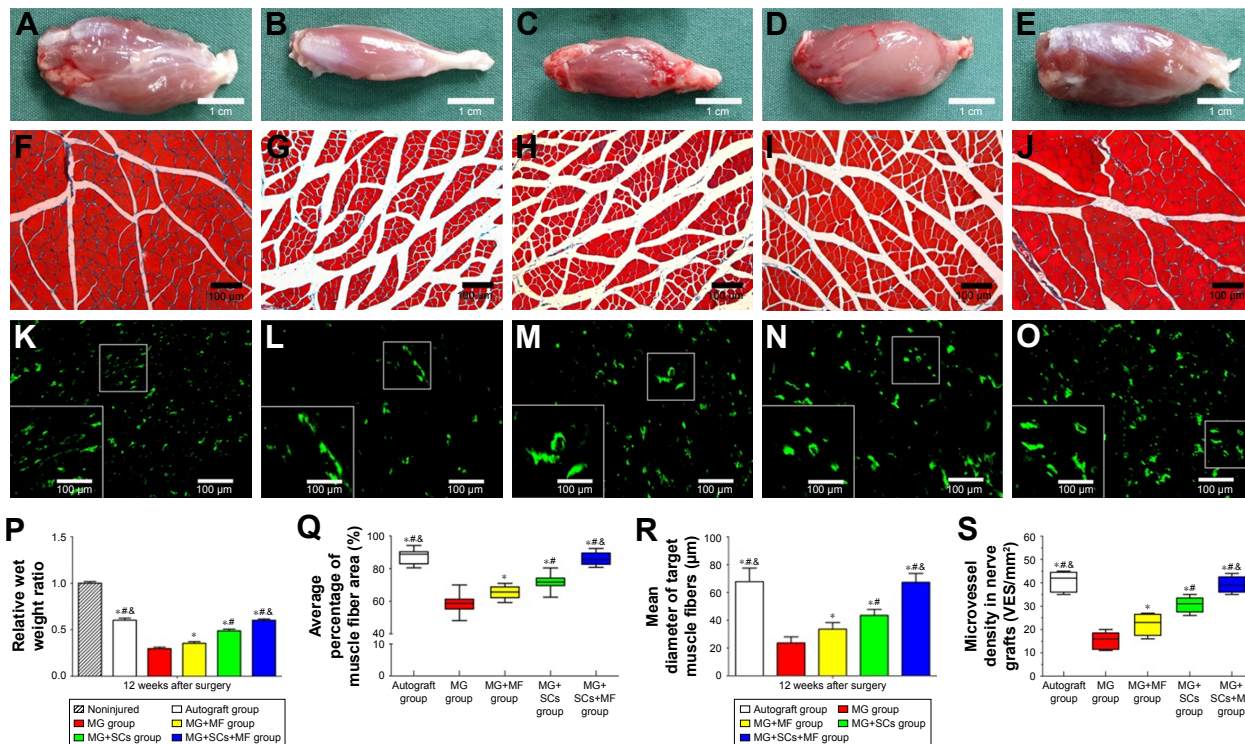 A B C D E
1 cm 1 cm 1 cm 1 cm 1 cm
F G H I J
100 µm 100 µm 100 µm 100 µm 100 µm
K L M N O
100 µm 100 µm 100 µm 100 µm 100 µm 100 µm 100 µm 100 µm 100 µm 100 µm
P
Relative wet
weight ratio
1.5
1.0
0.5
0.0
*#& * *# *#&
12 weeks after surgery
Noninjured Autograft group
MG group MG+MF group
MG+SCs group MG+SCs+MF group
Q
Average
percentage of
muscle fiber area (%)
100
80
60
40
10
0
*#& * *# *#&
Autograft MG MG+MF MG+ MG+
group group group SCs SCs+MF
group group
R
Mean
diameter of target
muscle fibers (µm)
100
80
60
40
20
0
*#& * *# *#&
12 weeks after surgery
Autograft group MG group
MG+MF group MG+SCs group
MG+SCs+MF group
S
Microvessel
density in nerve
grafts (VES/mm²)
60
50
40
30
20
10
0
*#& * *# *#&
Autograft MG MG+MF MG+ MG+
group group group SCs SCs+MF
group group